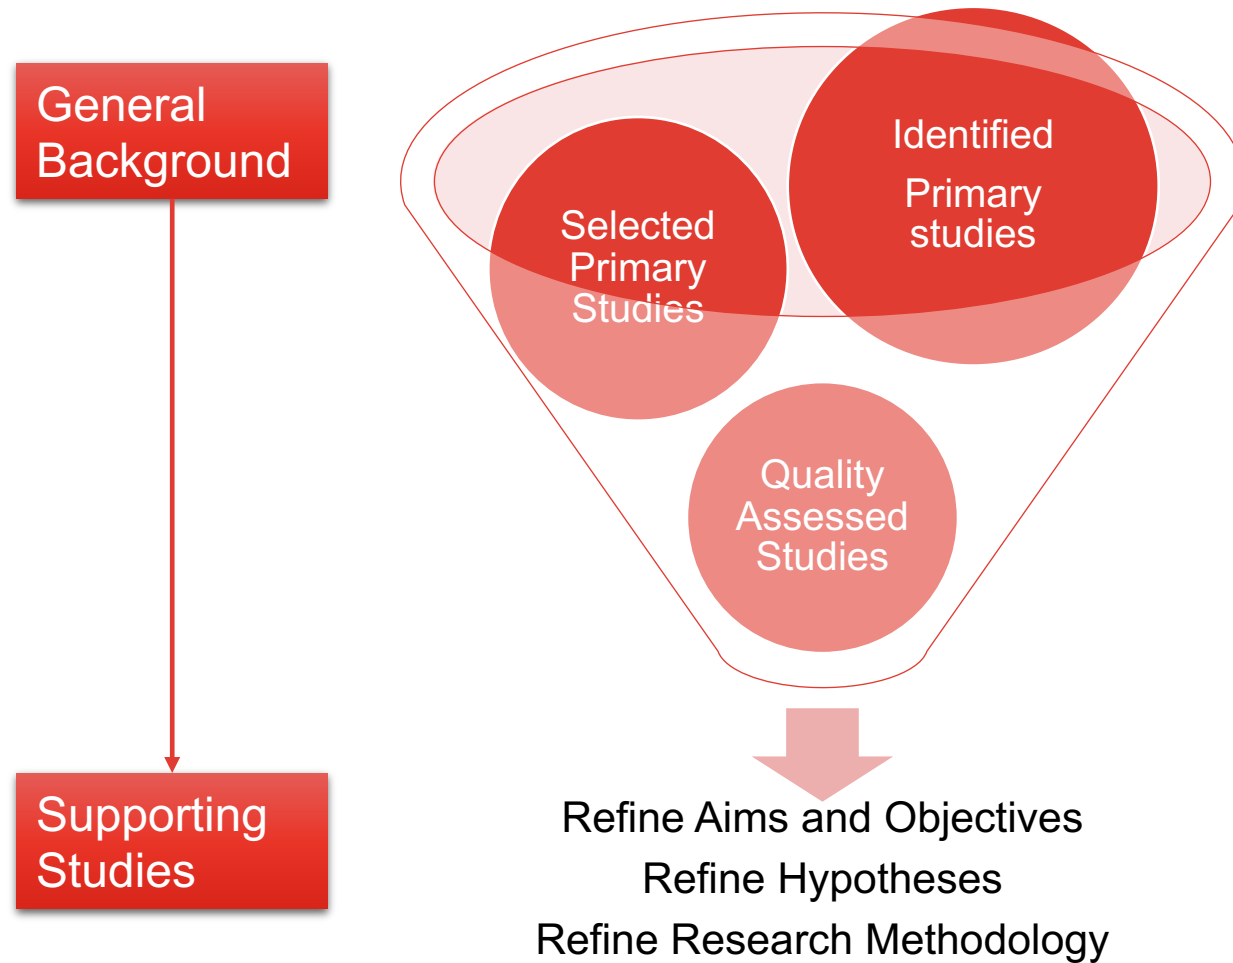 General
Background
Identified
Primary
studies
Selected
Primary
Studies
Quality
Assessed
Studies
Supporting
Studies
Refine Aims and Objectives
Refine Hypotheses
Refine Research Methodology